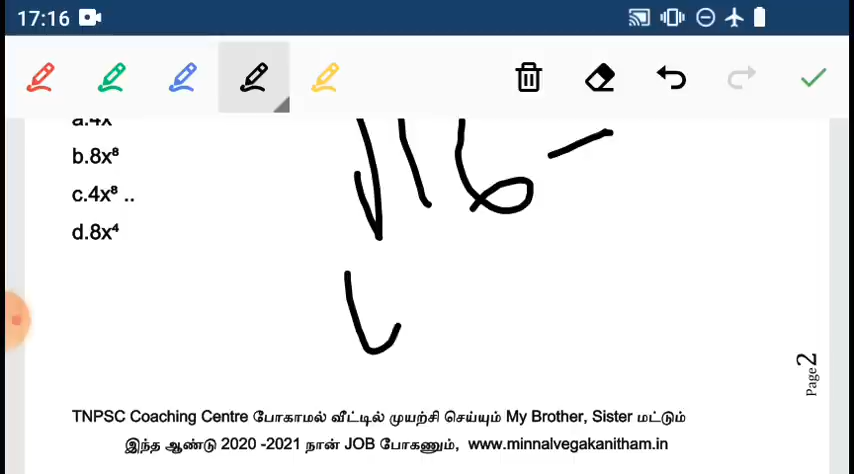 17:16
b.8x⁸
√16 -
c.4x⁸ ..
d.8x⁴
Page 2
TNPSC Coaching Centre போகாமல் வீட்டில் முயற்சி செய்யும் My Brother, Sister மட்டும்
இந்த ஆண்டு 2020 -2021 நான் JOB போகணும், www.minnalvegakanitham.in